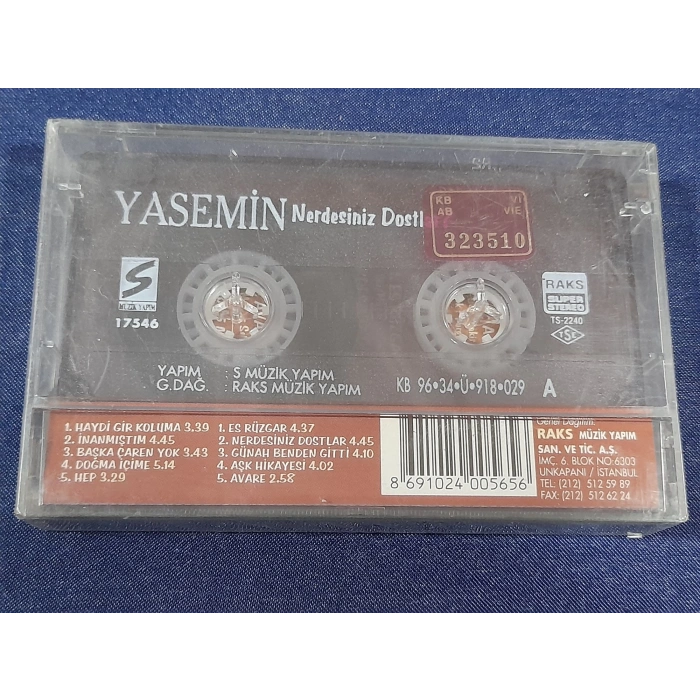 YASEMİN Nerdesiniz Dostl
KB VI
AB VIE
323510
S
MÜZİK YAPIM
17546
RAKS
SUPER
STEREO
TS-2240
TSE
YAPIM : S MÜZİK YAPIM
G.DAĞ. : RAKS MÜZİK YAPIM
KB 96•34•Ü•918•029 A
1. HAYDİ GİR KOLUMA 3.39
2. İNANMIŞTIM 4.45
3. BAŞKA ÇAREN YOK 3.43
4. DOĞMA İÇİME 5.14
5. HEP 3.29
1. ES RÜZGAR 4.37
2. NERDESİNİZ DOSTLAR 4.45
3. GÜNAH BENDEN GİTTİ 4.10
4. AŞK HİKAYESİ 4.02
5. AVARE 2.58
8 691024 005656
Genel Dağıtım:
RAKS MÜZİK YAPIM
SAN. VE TİC. A.Ş.
İMÇ. 6. BLOK NO:6303
UNKAPANI / İSTANBUL
TEL: (212) 512 59 89
FAX: (212) 512 62 24